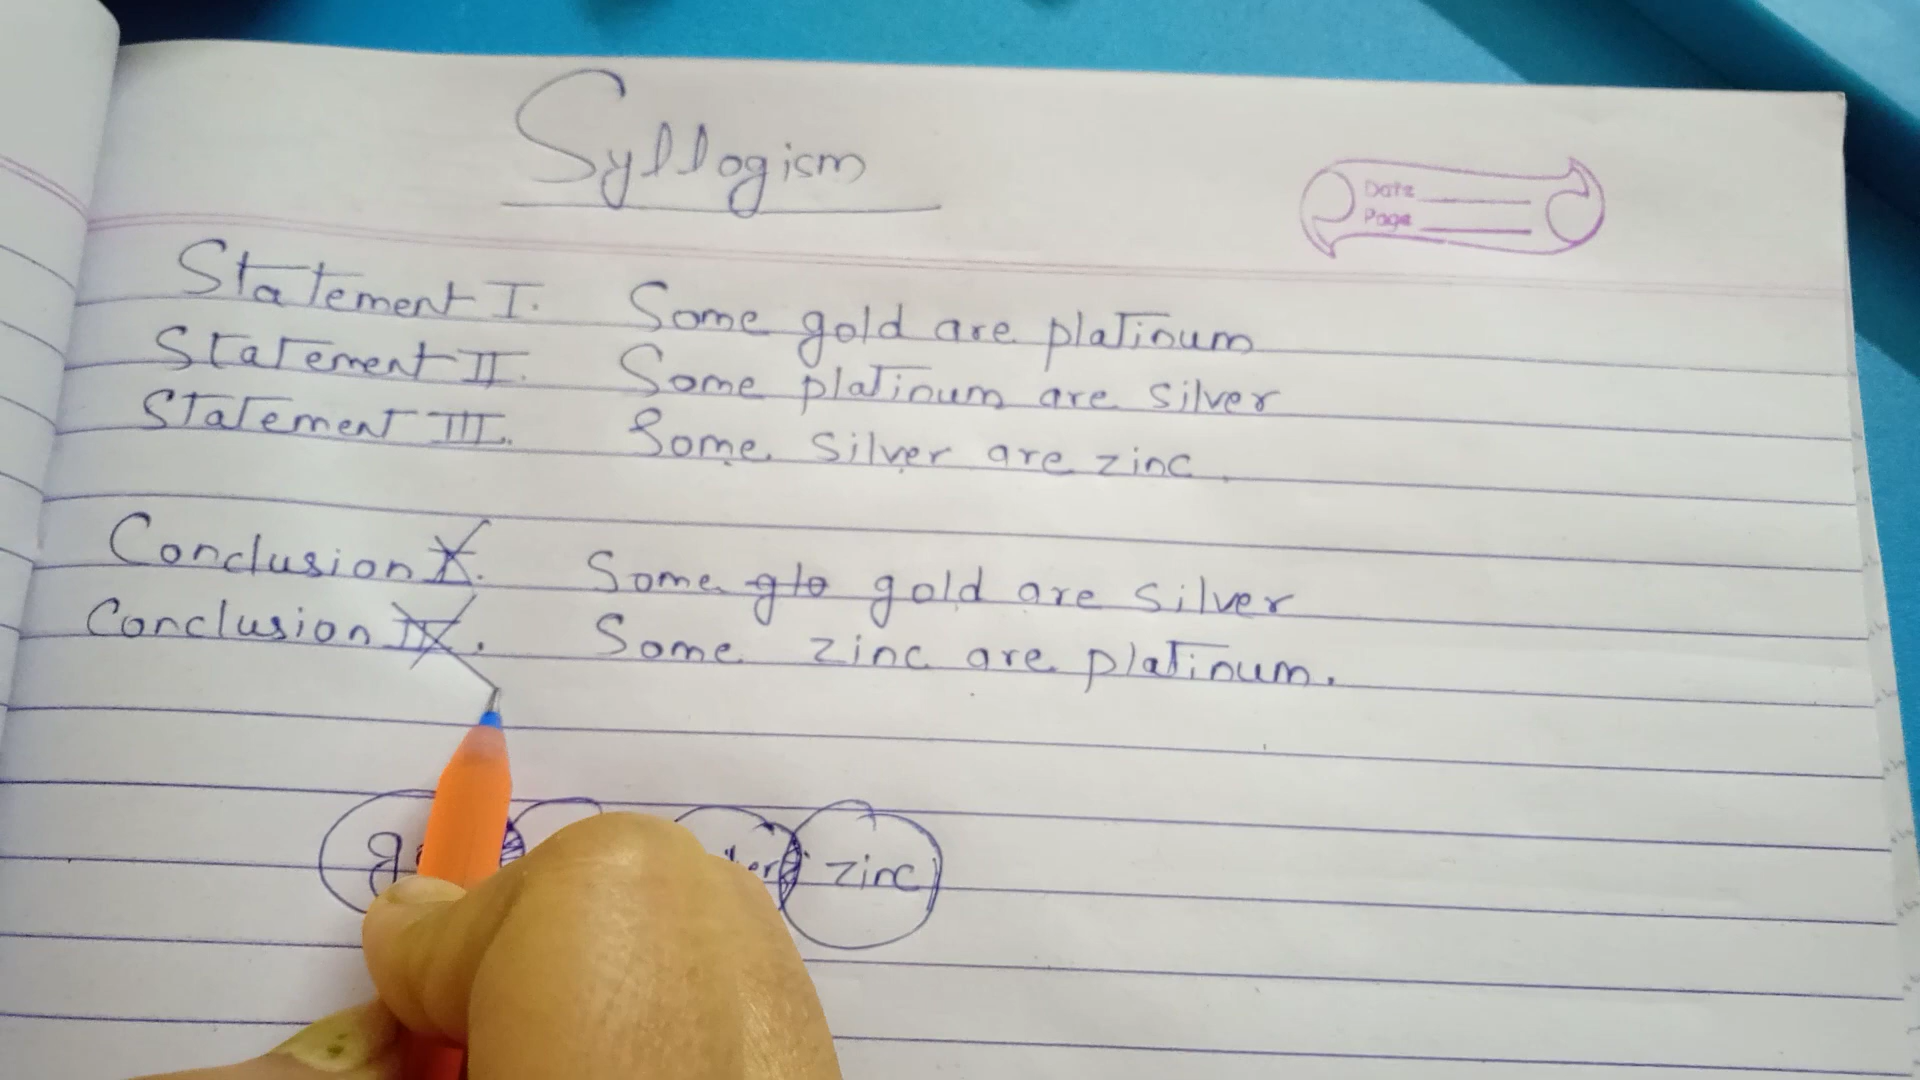 Syllogism
Date
Page
Statement I. Some gold are platinum
Statement II. Some platinum are silver
Statement III. Some silver are zinc.
Conclusion I. Some glo gold are silver
Conclusion II. Some zinc are platinum.
zinc